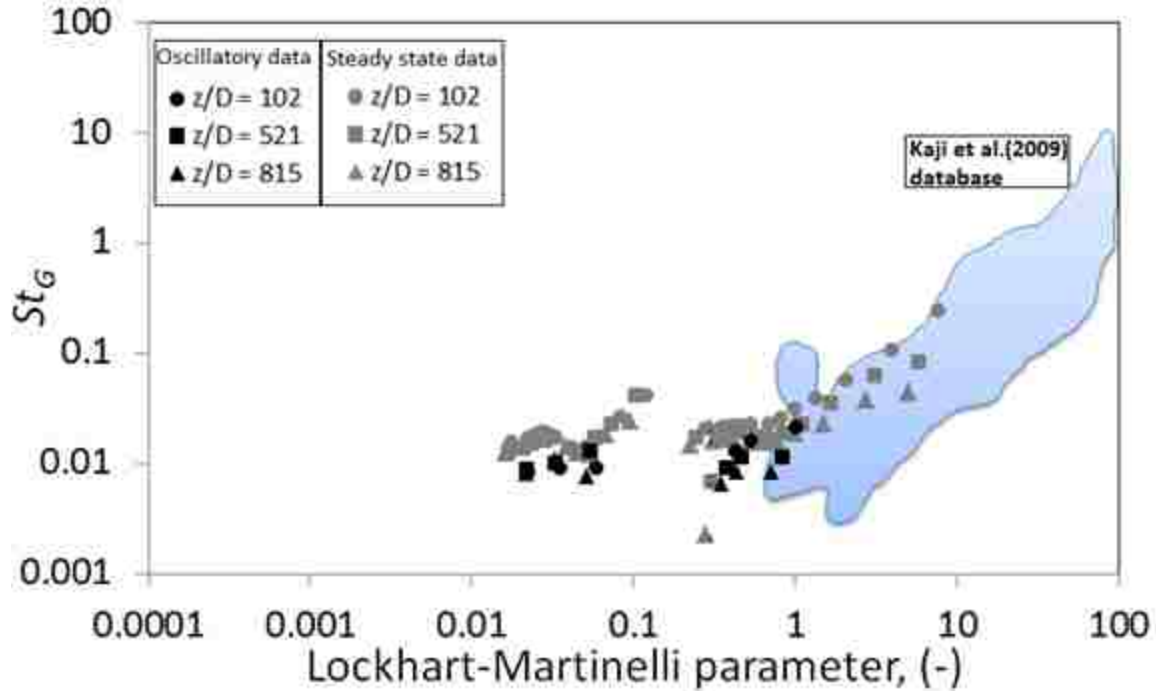 100
10
1
0.1
0.01
0.001
St_G
Oscillatory data
z/D = 102
z/D = 521
z/D = 815
Steady state data
z/D = 102
z/D = 521
z/D = 815
Kaji et al.(2009)
database
0.0001 0.001 0.01 0.1 1 10 100
Lockhart-Martinelli parameter, (-)